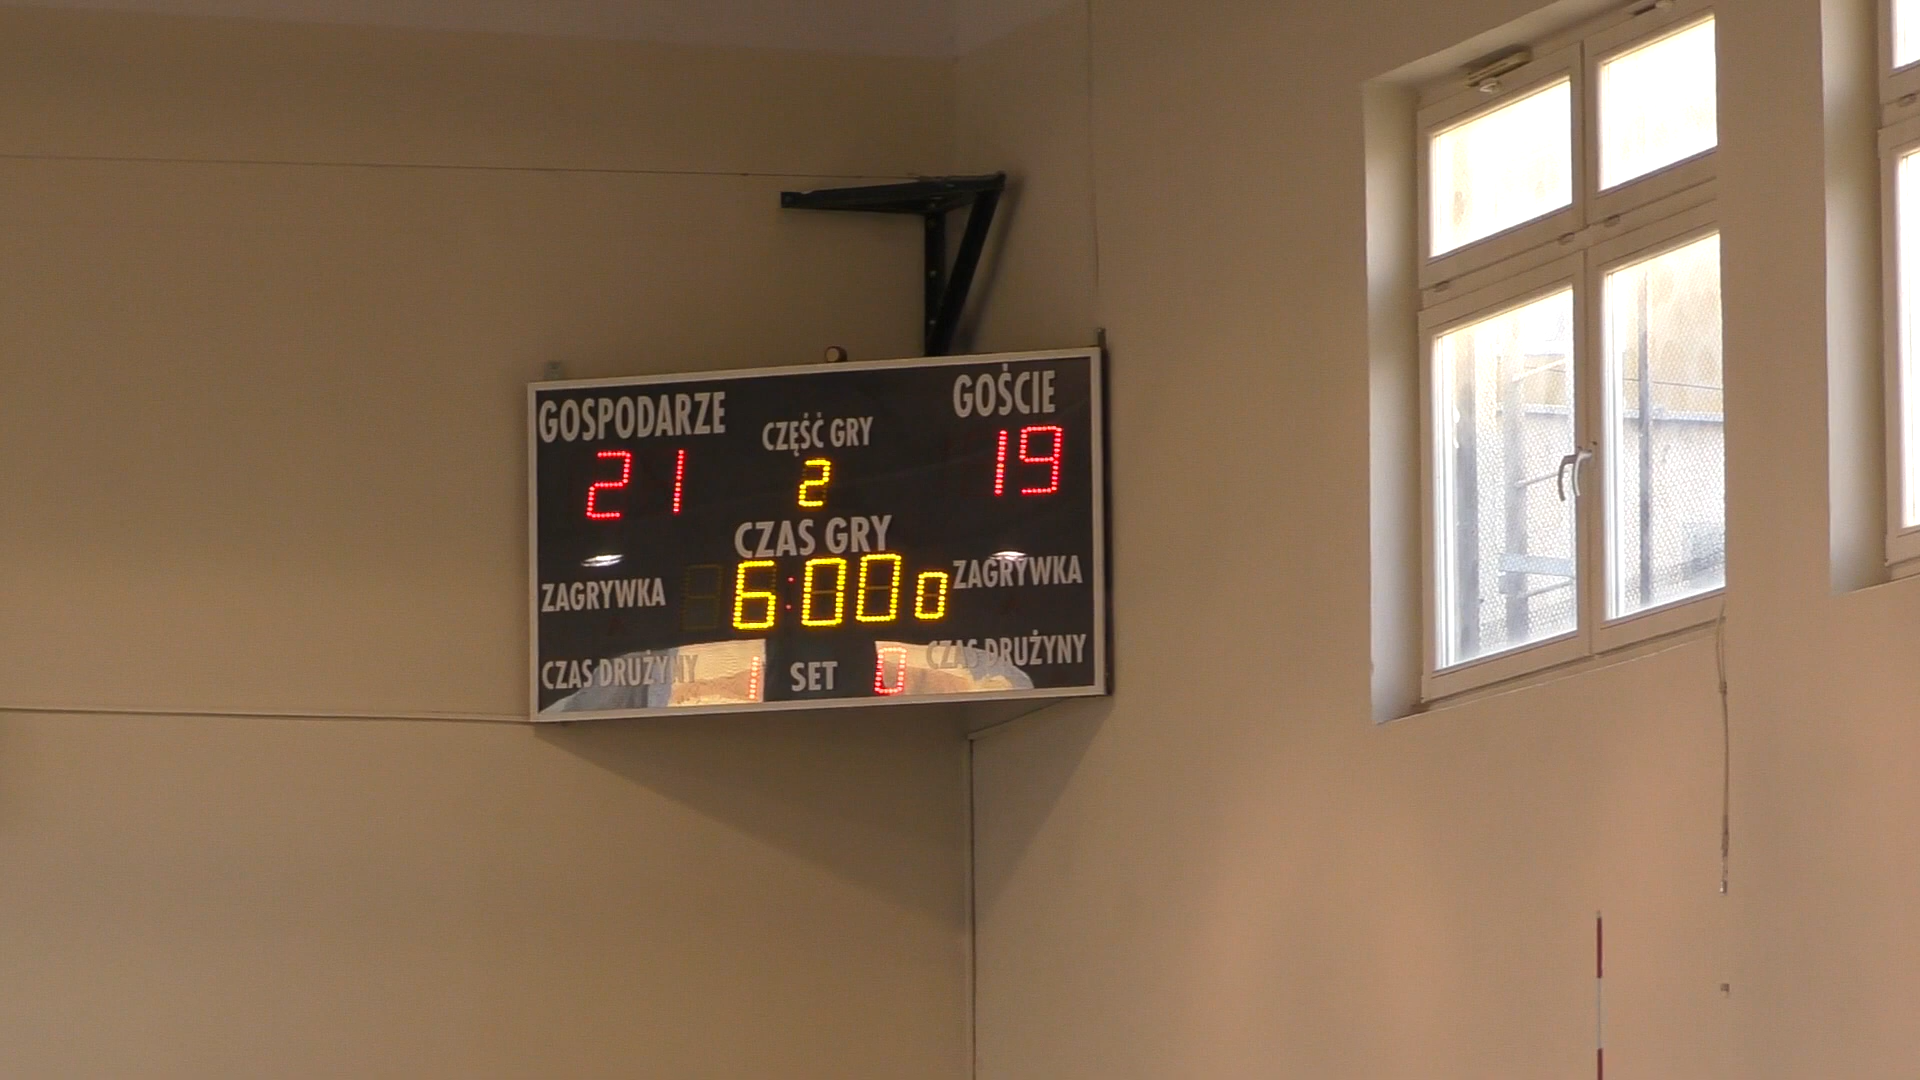 GOSPODARZE GOŚCIE
CZĘŚĆ GRY
21 2 19
CZAS GRY
ZAGRYWKA 6:00 0 ZAGRYWKA
CZAS DRUŻYNY 1 SET 0 CZAS DRUŻYNY